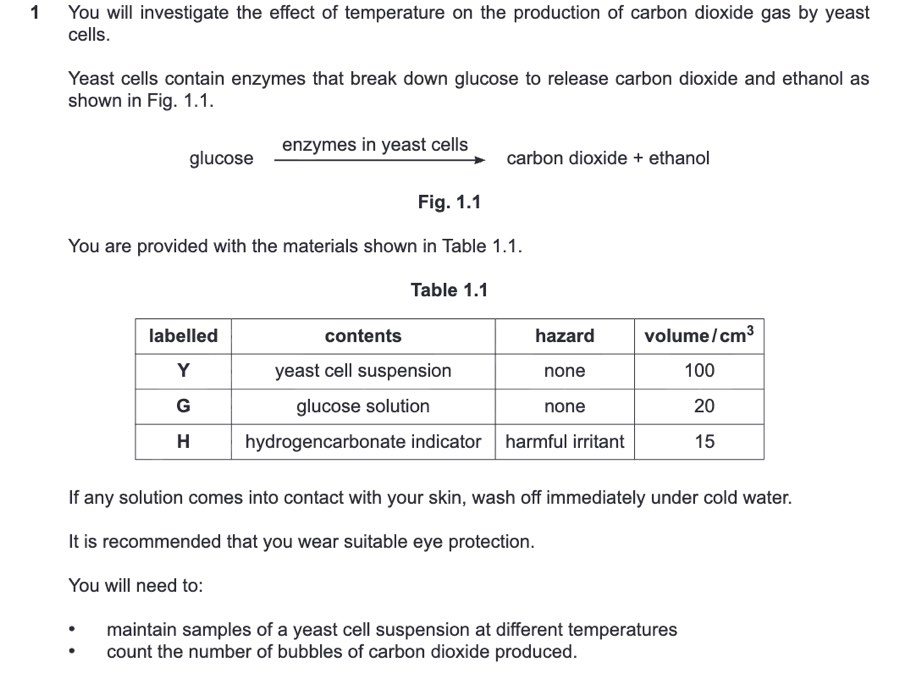 1 You will investigate the effect of temperature on the production of carbon dioxide gas by yeast
cells.
Yeast cells contain enzymes that break down glucose to release carbon dioxide and ethanol as
shown in Fig. 1.1.
enzymes in yeast cells
glucose carbon dioxide + ethanol
Fig. 1.1
You are provided with the materials shown in Table 1.1.
Table 1.1
labelled contents hazard volume / cm³
Y yeast cell suspension none 100
G glucose solution none 20
H hydrogencarbonate indicator harmful irritant 15
If any solution comes into contact with your skin, wash off immediately under cold water.
It is recommended that you wear suitable eye protection.
You will need to:
• maintain samples of a yeast cell suspension at different temperatures
• count the number of bubbles of carbon dioxide produced.